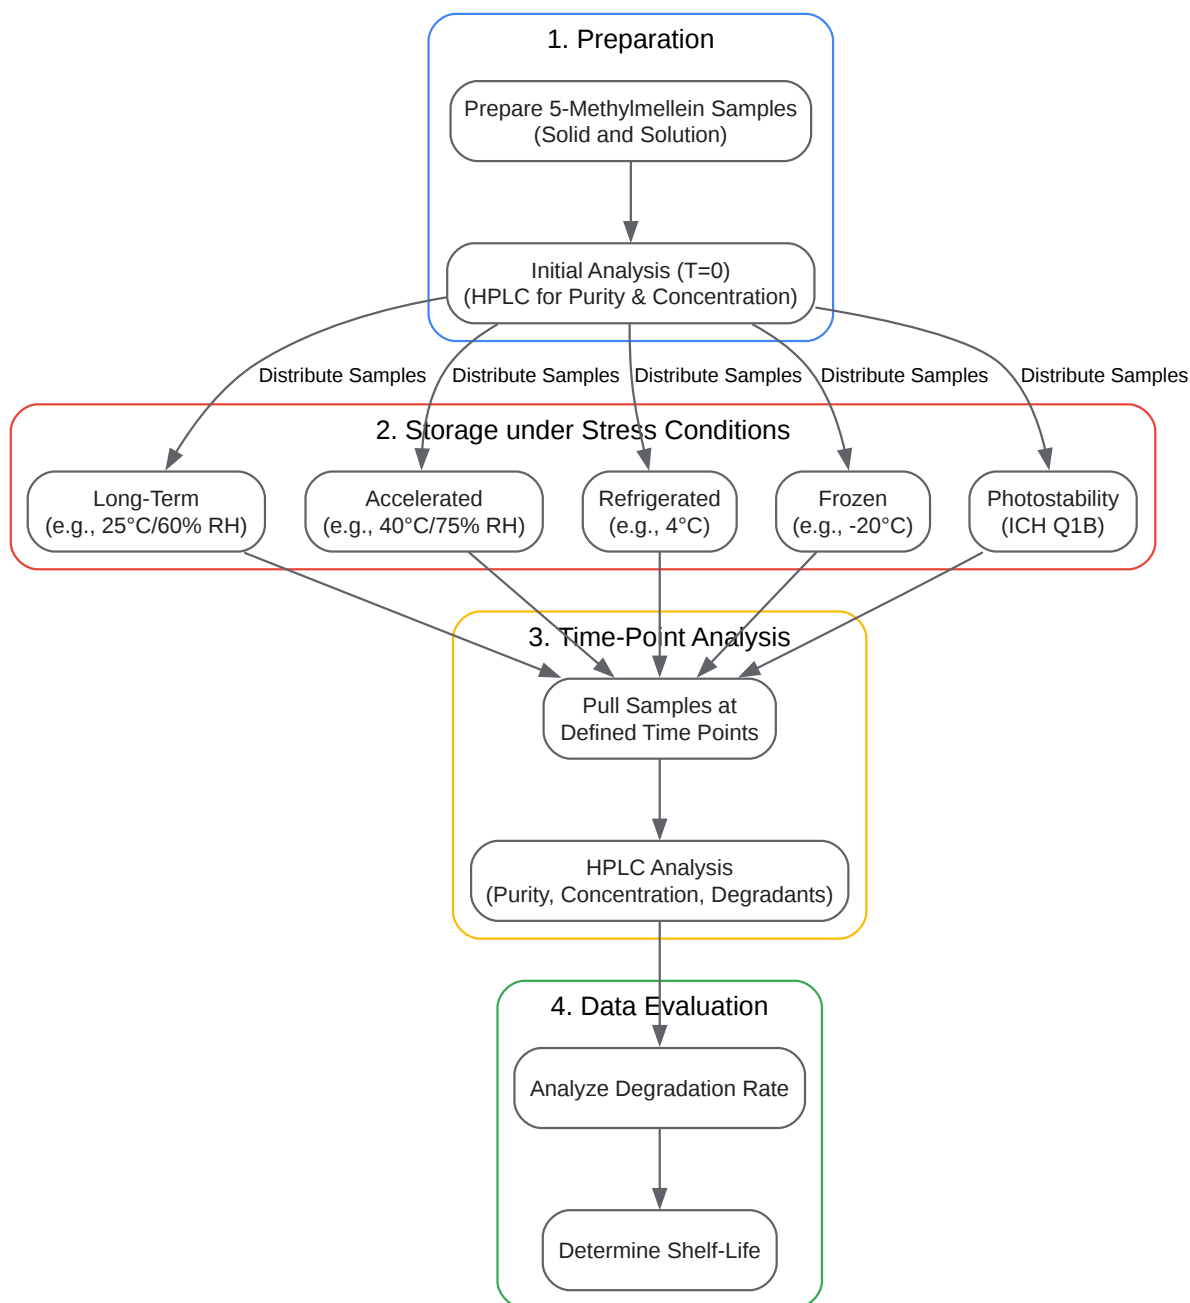 1. Preparation
Prepare 5-Methylmellein Samples
(Solid and Solution)
Initial Analysis (T=0)
(HPLC for Purity & Concentration)
Distribute Samples
Distribute Samples
Distribute Samples
Distribute Samples
Distribute Samples
2. Storage under Stress Conditions
Long-Term
(e.g., 25°C/60% RH)
Accelerated
(e.g., 40°C/75% RH)
Refrigerated
(e.g., 4°C)
Frozen
(e.g., -20°C)
Photostability
(ICH Q1B)
3. Time-Point Analysis
Pull Samples at
Defined Time Points
HPLC Analysis
(Purity, Concentration, Degradants)
4. Data Evaluation
Analyze Degradation Rate
Determine Shelf-Life